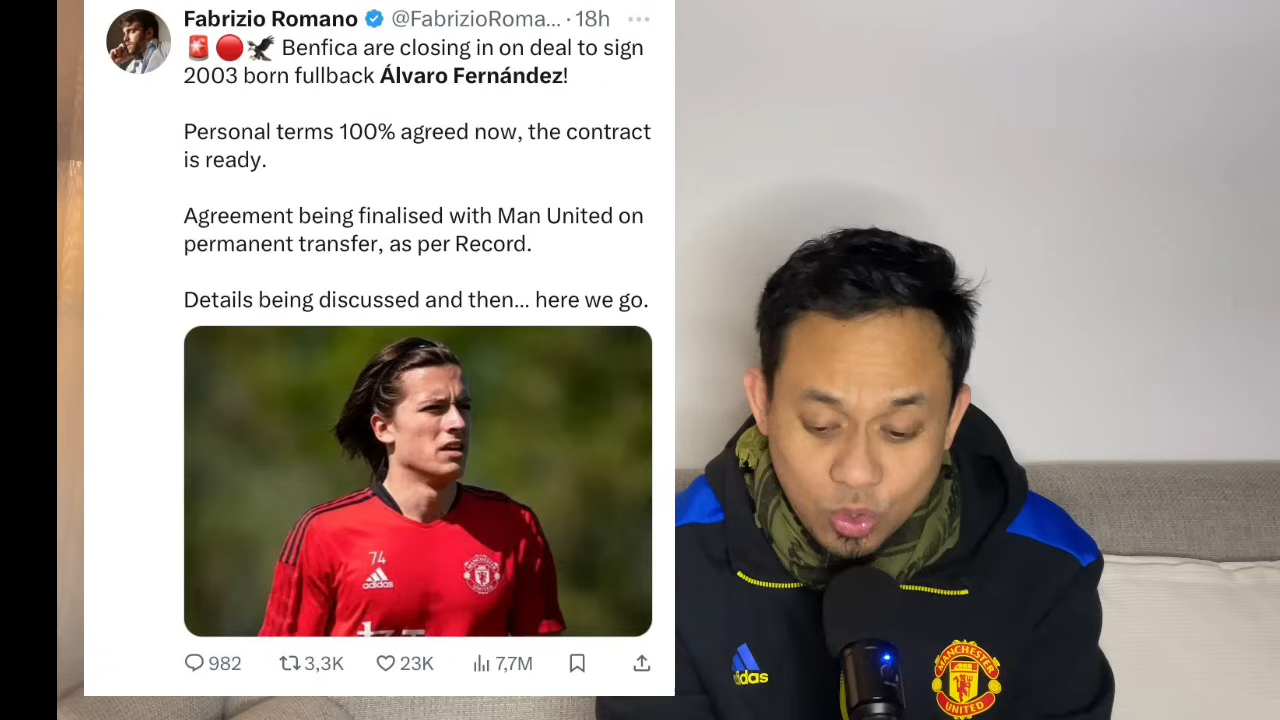 Fabrizio Romano @FabrizioRoma... · 18h
🚨🔴🦅 Benfica are closing in on deal to sign
2003 born fullback Álvaro Fernández!
Personal terms 100% agreed now, the contract
is ready.
Agreement being finalised with Man United on
permanent transfer, as per Record.
Details being discussed and then... here we go.
74
adidas
MANCHESTER
UNITED
982 3,3K 23K 7,7M
adidas
MANCHESTER
UNITED